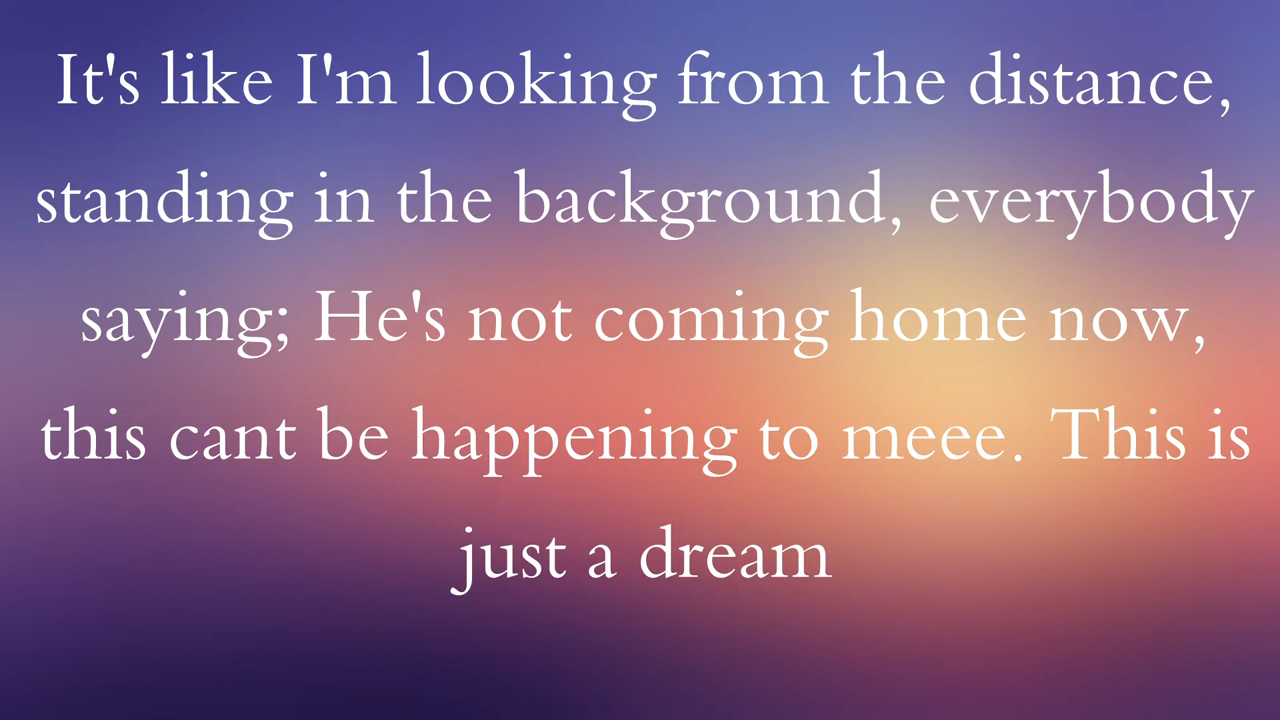 It's like I'm looking from the distance,
standing in the background, everybody
saying; He's not coming home now,
this cant be happening to meee. This is
just a dream